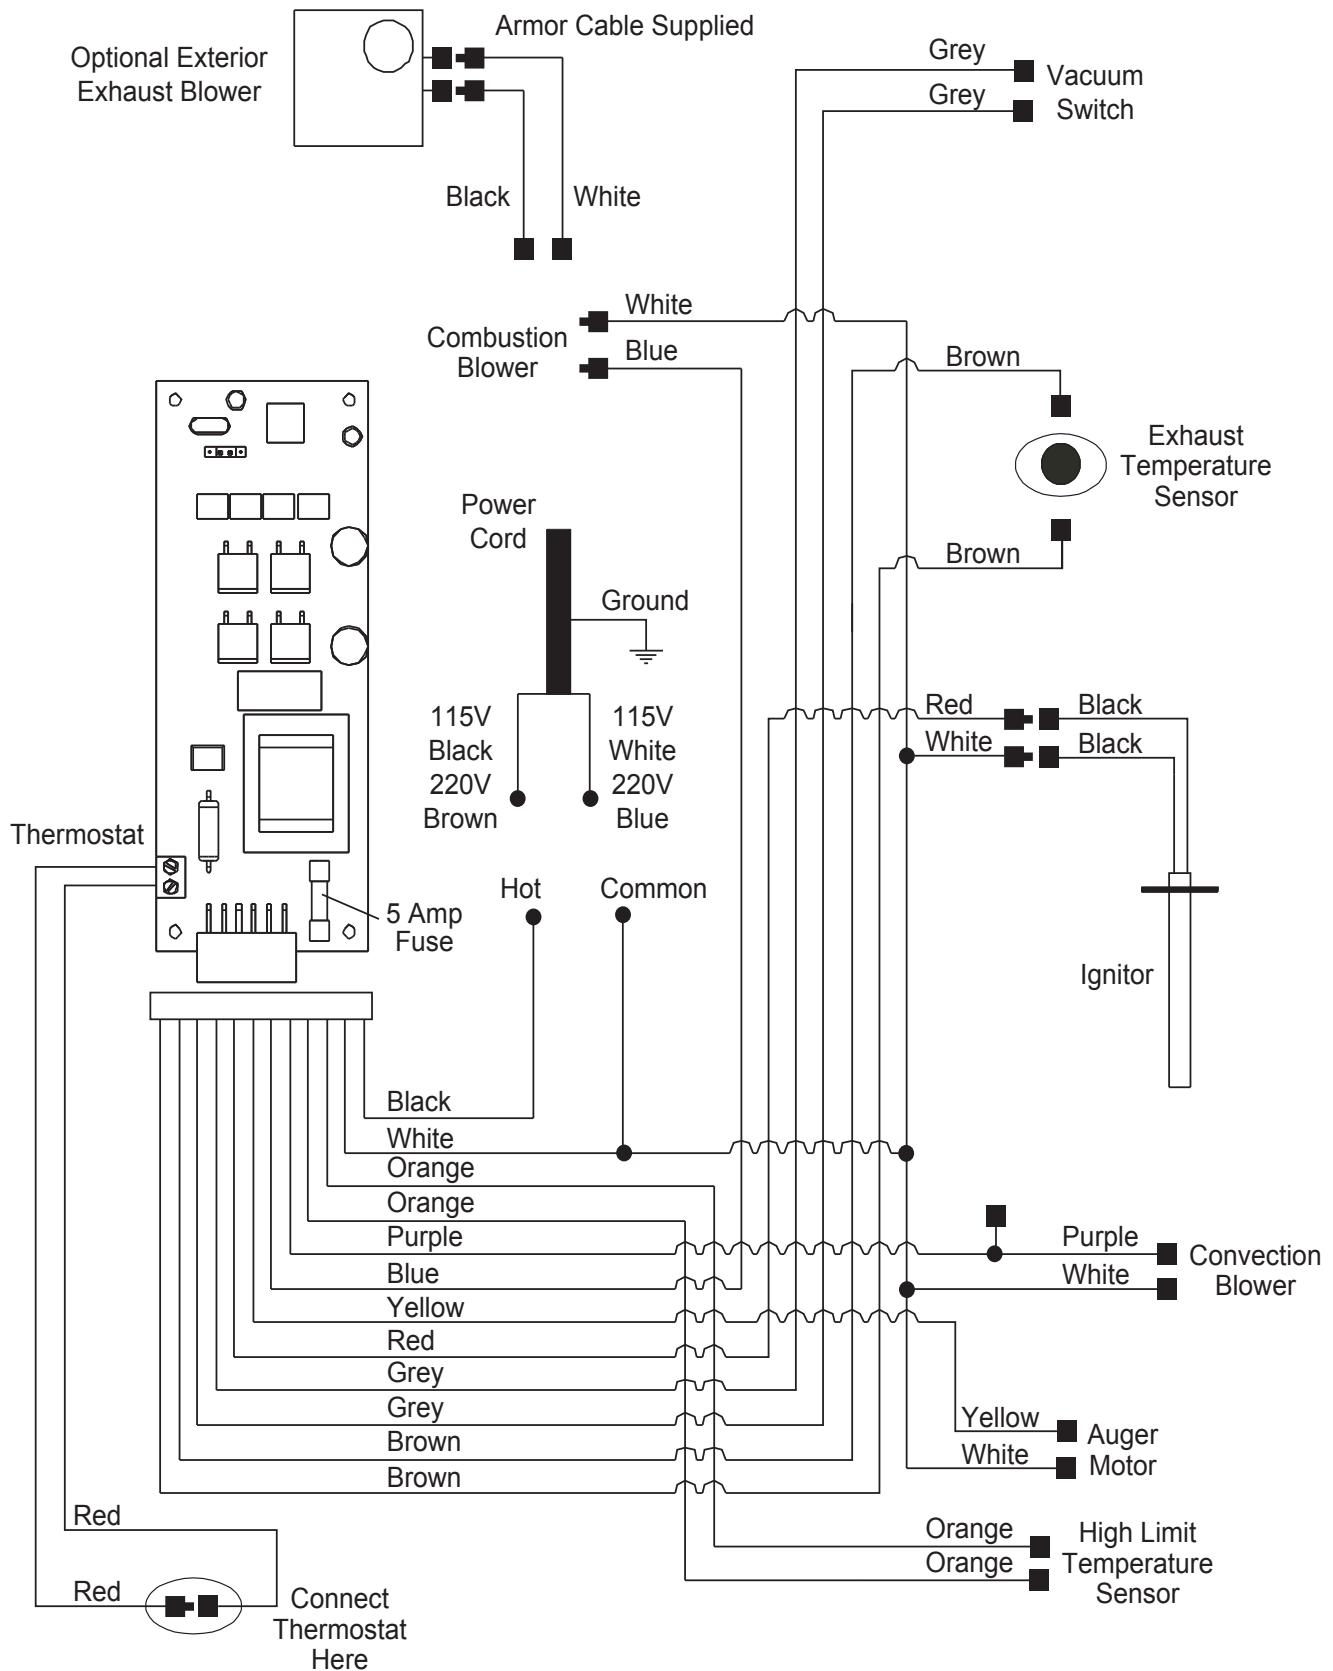 Armor Cable Supplied
Optional Exterior
Exhaust Blower
Grey
Vacuum
Switch
Grey
Black
White
White
Combustion
Blower
Blue
Brown
Exhaust
Temperature
Sensor
Brown
Power
Cord
Ground
115V
Black
220V
Brown
115V
White
220V
Blue
Red
Black
White
Black
Thermostat
5 Amp
Fuse
Hot
Common
Ignitor
Black
White
Orange
Orange
Purple
Blue
Yellow
Red
Grey
Grey
Brown
Brown
Purple
White
Convection
Blower
Yellow
White
Auger
Motor
Orange
Orange
High Limit
Temperature
Sensor
Red
Red
Connect
Thermostat
Here